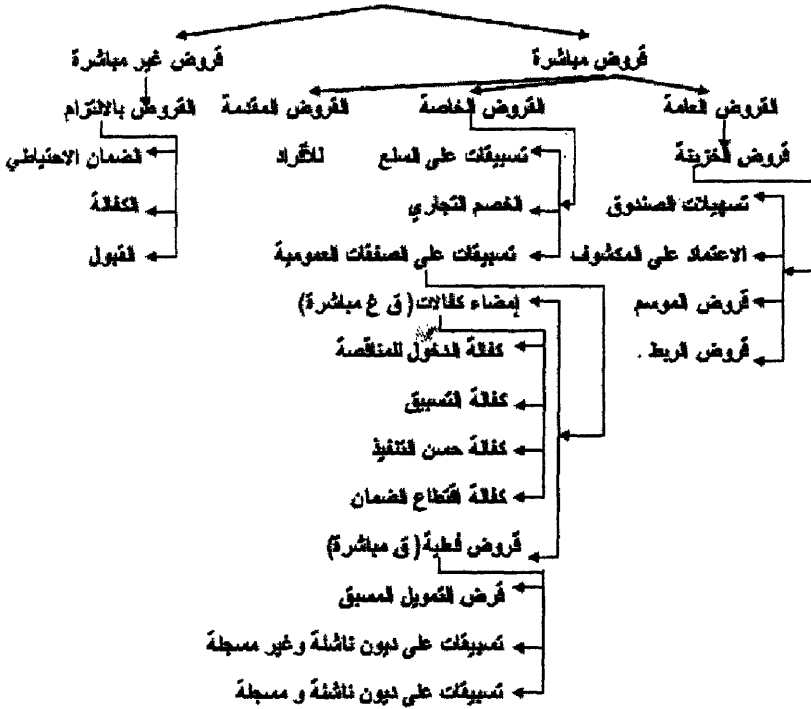 قروض مباشرة
قروض غير مباشرة
القروض العامة
القروض الخاصة
القروض المقدمة
للأفراد
القروض بالالتزام
قروض الخزينة
تسهيلات الصندوق
الاعتماد على المكشوف
قروض الموسم
قروض الربط .
تسبيقات على السلع
الخصم التجاري
تسبيقات على الصفقات العمومية
إمضاء كفالات ( ق غ مباشرة)
كفالة الدخول للمناقصة
كفالة التسبيق
كفالة حسن التنفيذ
كفالة اقتطاع الضمان
قروض فعلية ( ق مباشرة)
قرض التمويل المسبق
تسبيقات على ديون ناشئة وغير مسجلة
تسبيقات على ديون ناشئة و مسجلة
الضمان الاحتياطي
الكفالة
القبول